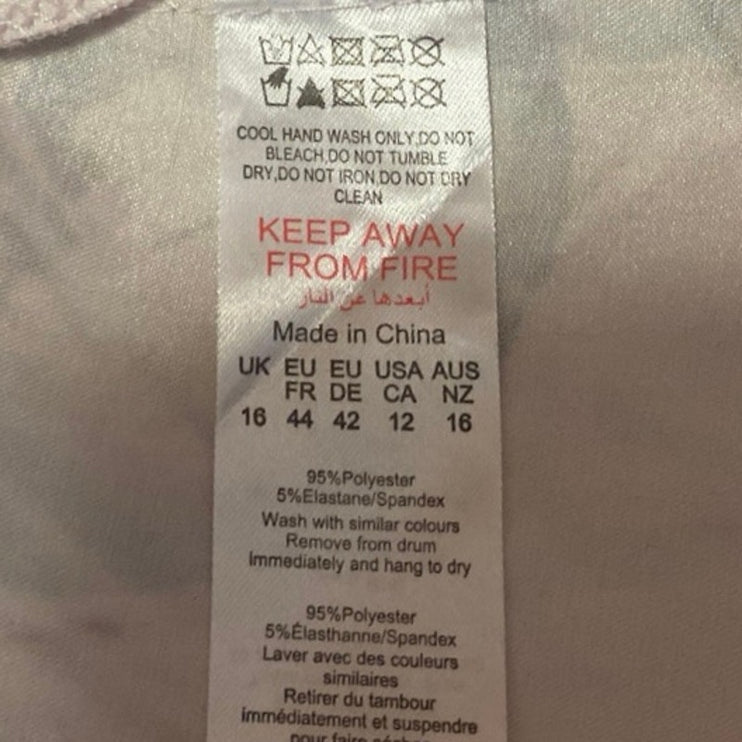 COOL HAND WASH ONLY,DO NOT
BLEACH,DO NOT TUMBLE
DRY,DO NOT IRON,DO NOT DRY
CLEAN
KEEP AWAY
FROM FIRE
أبعدها عن النار
Made in China
UK EU EU USA AUS
FR DE CA NZ
16 44 42 12 16
95%Polyester
5%Elastane/Spandex
Wash with similar colours
Remove from drum
Immediately and hang to dry
95%Polyester
5%Élasthanne/Spandex
Laver avec des couleurs
similaires
Retirer du tambour
immédiatement et suspendre
pour faire